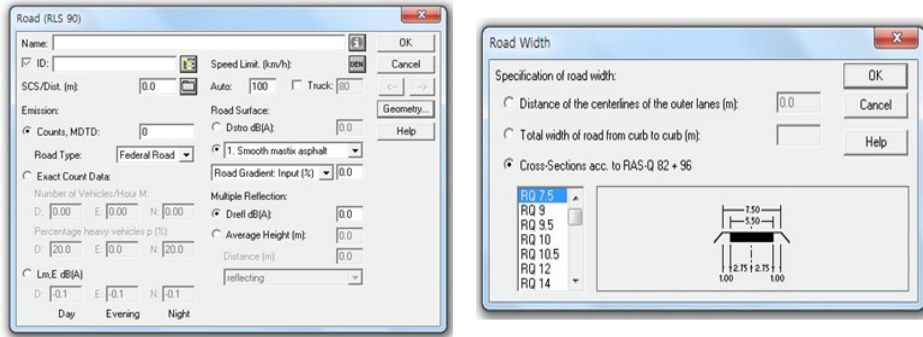 Road (RLS 90)
Name:
OK
ID:
Speed Limit. (km/h):
DEN
Cancel
SCS/Dist. (m):
0.0
Auto:
100
Truck:
80
<--
-->
Emission:
Road Surface:
Geometry...
Counts, MDTD:
0
Dstro dB(A):
0.0
Help
Road Type:
Federal Road
1. Smooth mastix asphalt
Exact Count Data:
Road Gradient: Input (%)
0.0
Number of Vehicles/Hour M:
Multiple Reflection:
D: 0.00 E: 0.00 N: 0.00
Drefl dB(A):
0.0
Percentage heavy vehicles p (%):
Average Height (m):
0.0
D: 20.0 E: 0.0 N: 20.0
Distance (m):
0.0
Lm,E dB(A)
reflecting
D: -0.1 E: -0.1 N: -0.1
Day Evening Night
Road Width
Specification of road width:
OK
Distance of the centerlines of the outer lanes (m):
0.0
Cancel
Total width of road from curb to curb (m):
Help
Cross-Sections acc. to RAS-Q 82 + 96
RQ 7.5
RQ 9
RQ 9.5
RQ 10
RQ 10.5
RQ 12
RQ 14
7.50
5.50
2.75 2.75
1.00 1.00